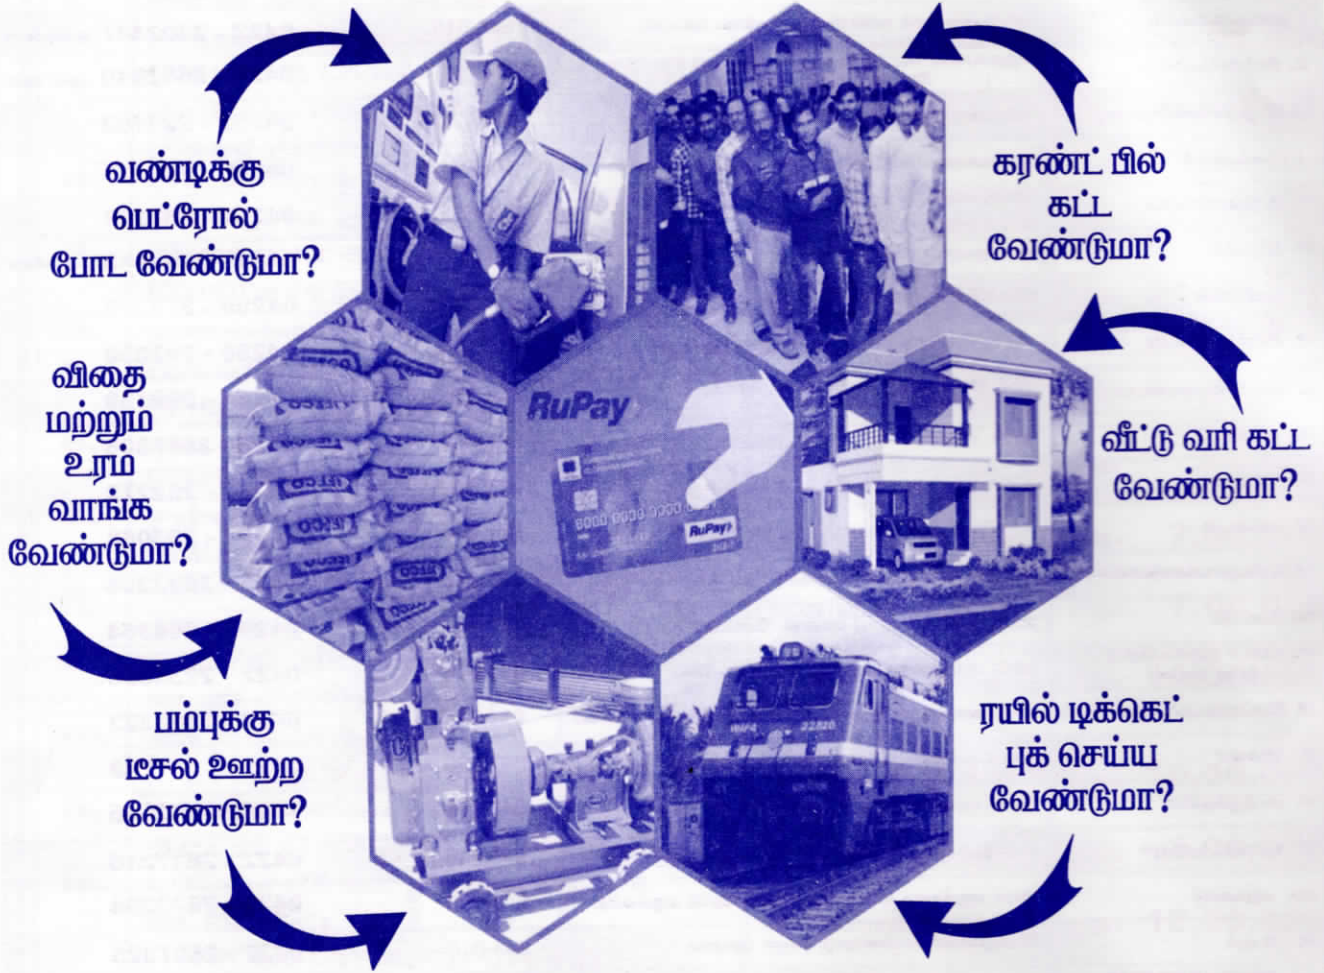 வண்டிக்கு
பெட்ரோல்
போட வேண்டுமா?
கரண்ட் பில்
கட்ட
வேண்டுமா?
விதை
மற்றும்
உரம்
வாங்க
வேண்டுமா?
RuPay
RuPay
வீட்டு வரி கட்ட
வேண்டுமா?
பம்புக்கு
டீசல் ஊற்ற
வேண்டுமா?
ரயில் டிக்கெட்
புக் செய்ய
வேண்டுமா?